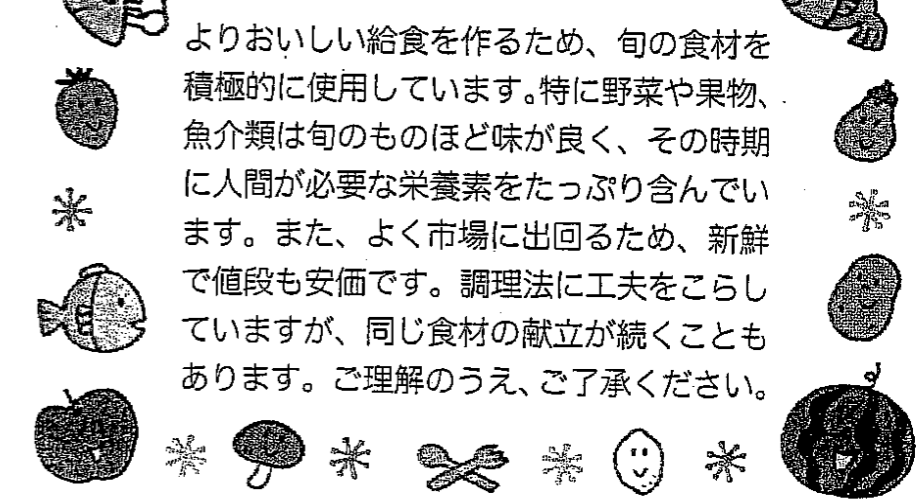 よりおいしい給食を作るため、旬の食材を
積極的に使用しています。特に野菜や果物、
魚介類は旬のものほど味が良く、その時期
に人間が必要な栄養素をたっぷり含んでい
ます。また、よく市場に出回るため、新鮮
で値段も安価です。調理法に工夫をこらし
ていますが、同じ食材の献立が続くことも
あります。ご理解のうえ、ご了承ください。